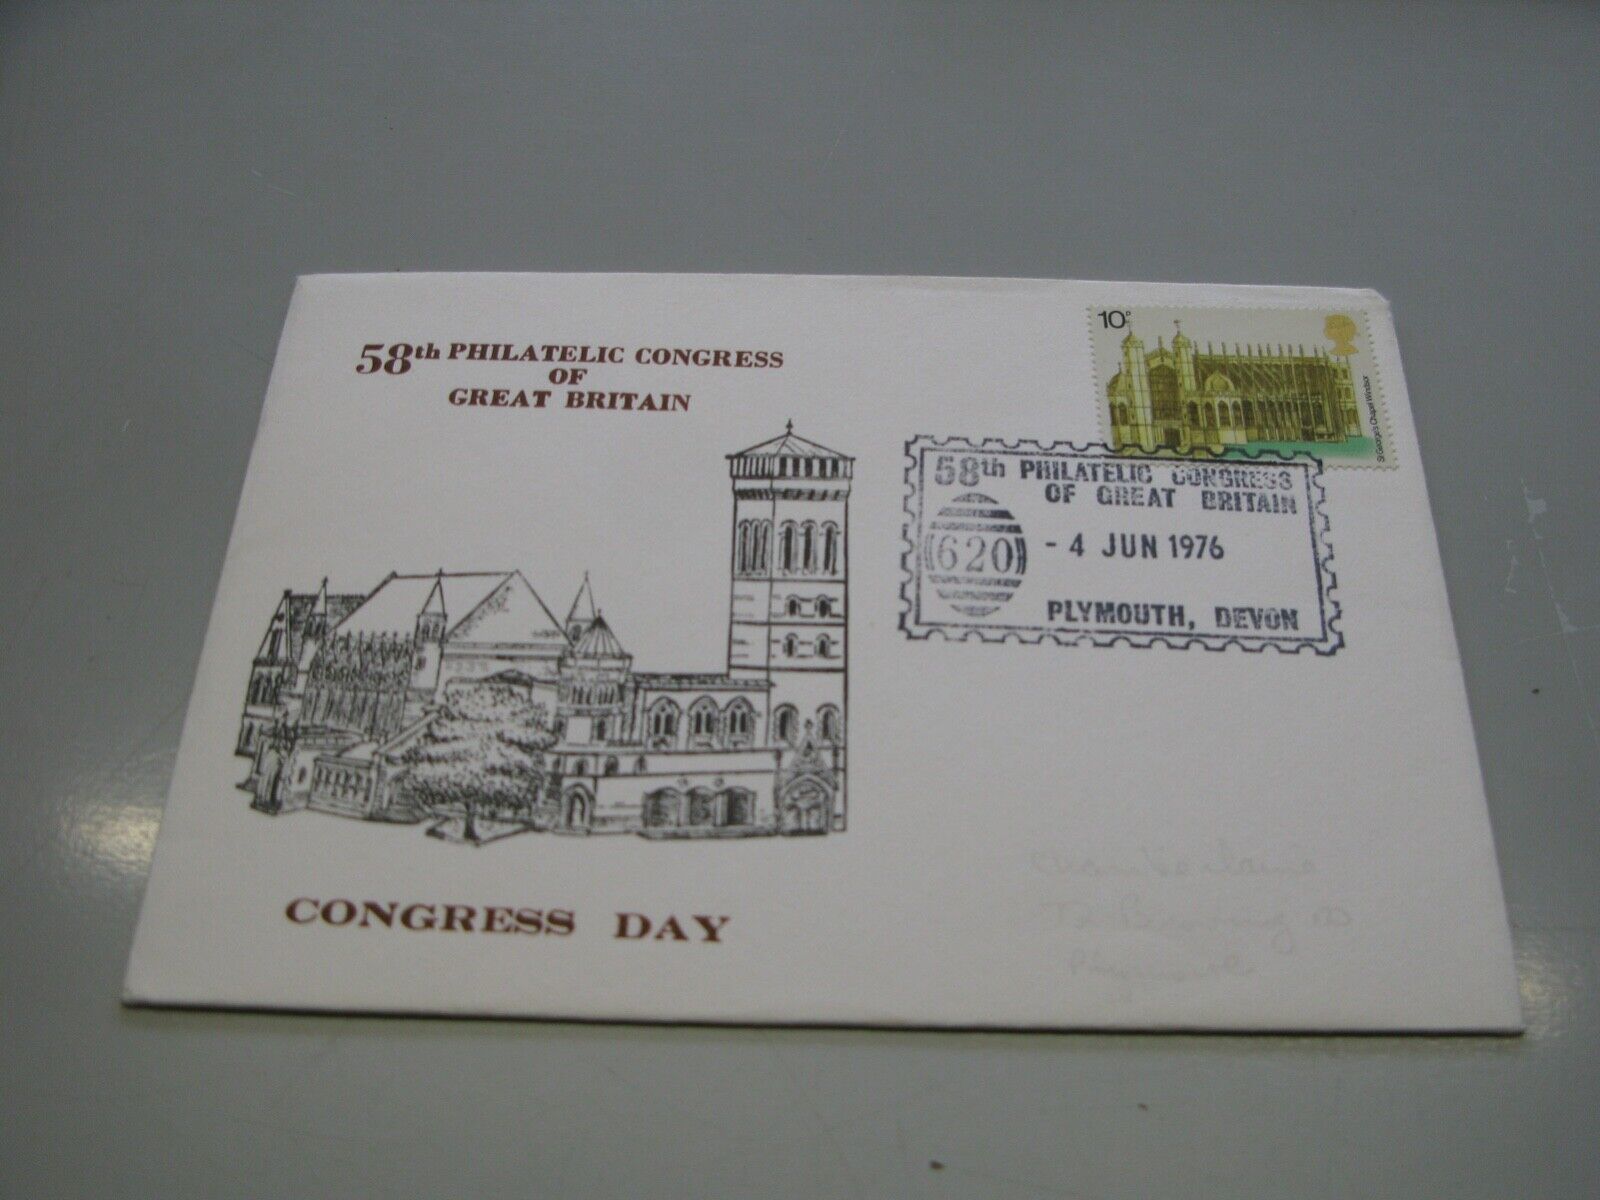 58th PHILATELIC CONGRESS
OF
GREAT BRITAIN
10P
St George's Chapel Windsor
58th PHILATELIC CONGRESS
OF GREAT BRITAIN
620
- 4 JUN 1976
PLYMOUTH, DEVON
CONGRESS DAY
Plymouth